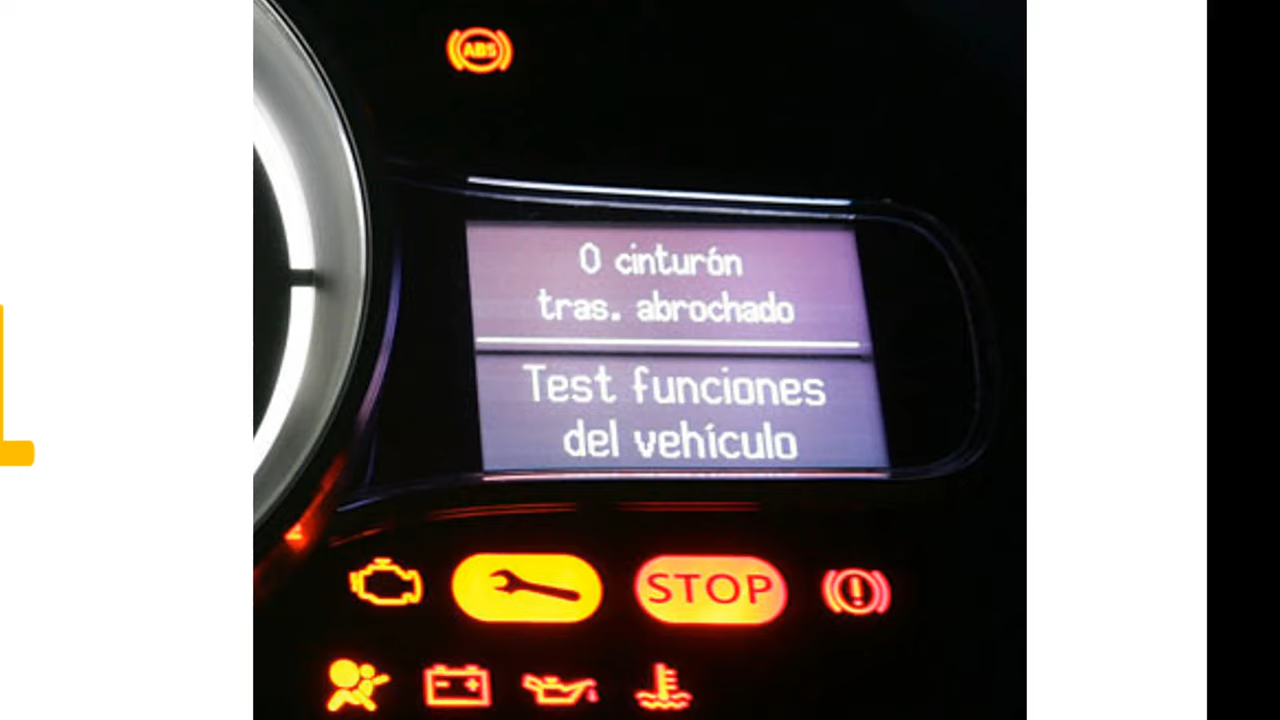 ABS
0 cinturón
tras. abrochado
Test funciones
del vehículo
STOP